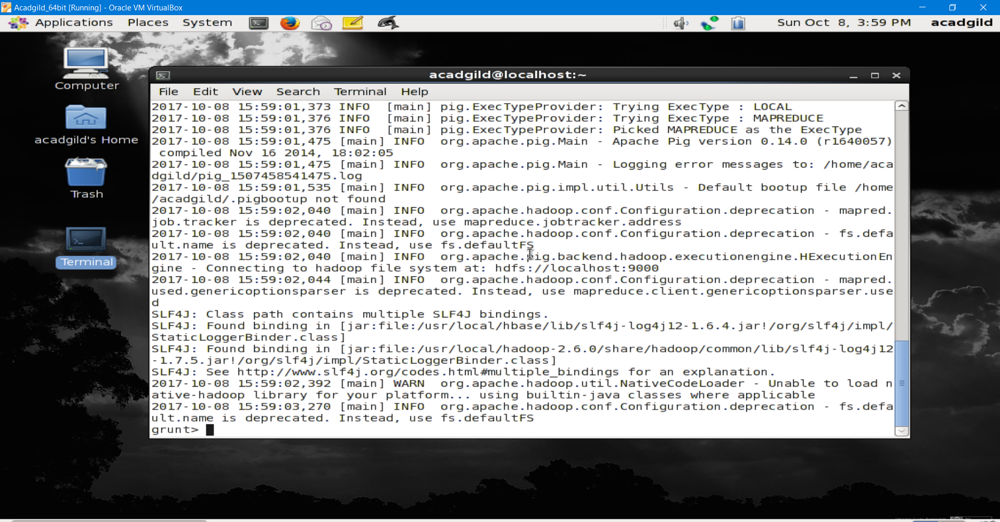 Acadgild_64bit [Running] - Oracle VM VirtualBox
Applications Places System Sun Oct 8, 3:59 PM acadgild
Computer
acadgild's Home
Trash
Terminal
acadgild@localhost:~
File Edit View Search Terminal Help
2017-10-08 15:59:01,373 INFO  [main] pig.ExecTypeProvider: Trying ExecType : LOCAL
2017-10-08 15:59:01,376 INFO  [main] pig.ExecTypeProvider: Trying ExecType : MAPREDUCE
2017-10-08 15:59:01,376 INFO  [main] pig.ExecTypeProvider: Picked MAPREDUCE as the ExecType
2017-10-08 15:59:01,475 [main] INFO  org.apache.pig.Main - Apache Pig version 0.14.0 (r1640057)
 compiled Nov 16 2014, 18:02:05
2017-10-08 15:59:01,475 [main] INFO  org.apache.pig.Main - Logging error messages to: /home/aca
dgild/pig_1507458541475.log
2017-10-08 15:59:01,535 [main] INFO  org.apache.pig.impl.util.Utils - Default bootup file /home
/acadgild/.pigbootup not found
2017-10-08 15:59:02,040 [main] INFO  org.apache.hadoop.conf.Configuration.deprecation - mapred.
job.tracker is deprecated. Instead, use mapreduce.jobtracker.address
2017-10-08 15:59:02,040 [main] INFO  org.apache.hadoop.conf.Configuration.deprecation - fs.defa
ult.name is deprecated. Instead, use fs.defaultFS
2017-10-08 15:59:02,040 [main] INFO  org.apache.pig.backend.hadoop.executionengine.HExecutionEn
gine - Connecting to hadoop file system at: hdfs://localhost:9000
2017-10-08 15:59:02,044 [main] INFO  org.apache.hadoop.conf.Configuration.deprecation - mapred.
used.genericoptionsparser is deprecated. Instead, use mapreduce.client.genericoptionsparser.use
d
SLF4J: Class path contains multiple SLF4J bindings.
SLF4J: Found binding in [jar:file:/usr/local/hbase/lib/slf4j-log4j12-1.6.4.jar!/org/slf4j/impl/
StaticLoggerBinder.class]
SLF4J: Found binding in [jar:file:/usr/local/hadoop-2.6.0/share/hadoop/common/lib/slf4j-log4j12
-1.7.5.jar!/org/slf4j/impl/StaticLoggerBinder.class]
SLF4J: See http://www.slf4j.org/codes.html#multiple_bindings for an explanation.
2017-10-08 15:59:02,392 [main] WARN  org.apache.hadoop.util.NativeCodeLoader - Unable to load n
ative-hadoop library for your platform... using builtin-java classes where applicable
2017-10-08 15:59:03,270 [main] INFO  org.apache.hadoop.conf.Configuration.deprecation - fs.defa
ult.name is deprecated. Instead, use fs.defaultFS
grunt>